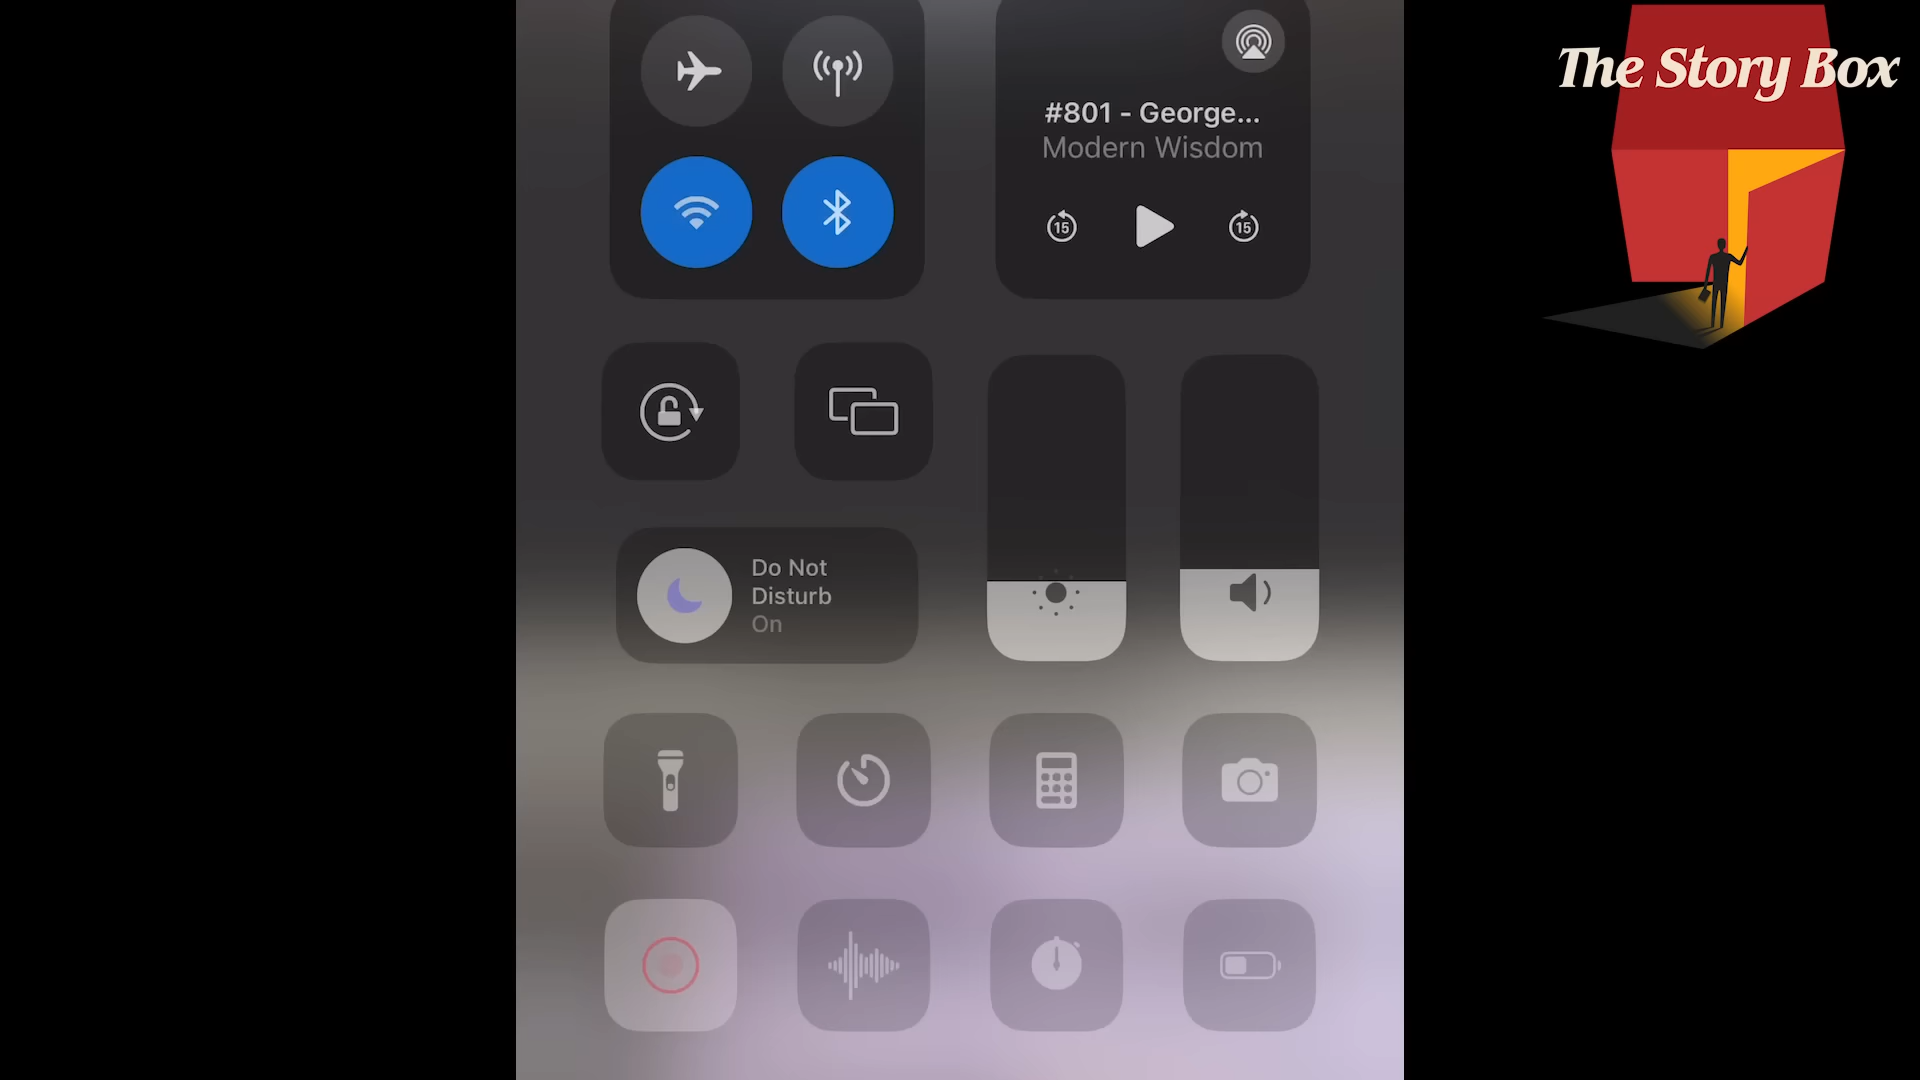 The Story Box
#801 - George...
Modern Wisdom
15
15
Do Not
Disturb
On